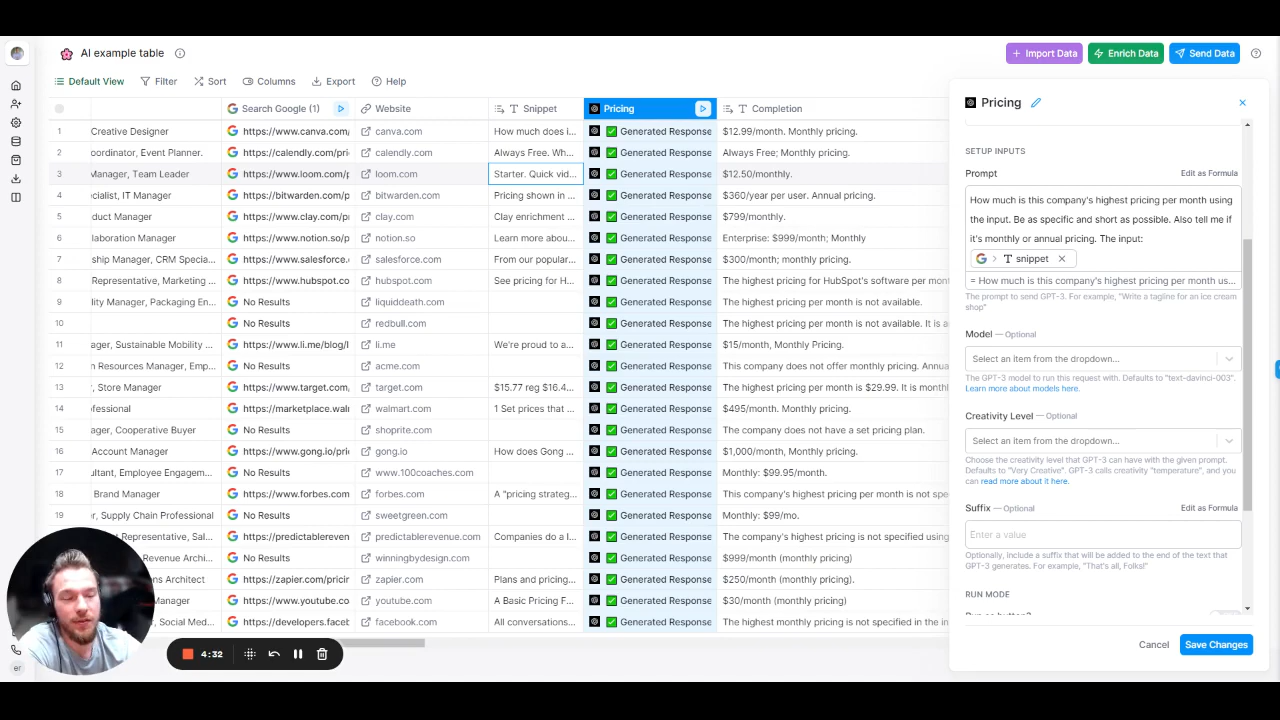 AI example table
Import Data
Enrich Data
Send Data
Default View
Filter
Sort
Columns
Export
Help
Search Google (1)
Website
Snippet
Pricing
Completion
1 Creative Designer https://www.canva.com/ canva.com How much does i... Generated Response $12.99/month. Monthly pricing.
2 oordinator, Event Planner. https://calendly.com/pri canva.com calendly.com Always Free. Wh... Generated Response Always Free; Monthly pricing.
3 Manager, Team Leader https://www.loom.com/p loom.com Starter. Quick vid... Generated Response $12.50/monthly.
4 ecialist, IT Manager https://bitwarden.com/p bitwarden.com Pricing shown in ... Generated Response $360/year per user. Annual pricing.
5 duct Manager https://www.clay.com/pr clay.com Clay enrichment ... Generated Response $799/monthly.
6 llaboration Manager https://www.notion.so/p notion.so Learn more abou... Generated Response Enterprise: $999/month; Monthly
7 ship Manager, CRM Specia... https://www.salesforce. salesforce.com From our popular... Generated Response $300/month; monthly pricing.
8 Representative, Marketing ... https://www.hubspot.co hubspot.com See pricing for H... Generated Response The highest pricing for HubSpot's software per mon
9 lity Manager, Packaging En... No Results liquiddeath.com Generated Response The highest pricing per month is not available.
10 No Results redbull.com Generated Response The highest pricing per month is not available. It is a
11 ager, Sustainable Mobility ... https://www.li.me/blog/l li.me We're proud to a... Generated Response $15/month, Monthly Pricing
12 n Resources Manager, Emp... No Results acme.com Generated Response This company does not offer monthly pricing. Annua
13 r, Store Manager https://www.target.com, target.com $15.77 reg $16.4... Generated Response The highest pricing per month is $29.99. It is month
14 ofessional https://marketplace.wal walmart.com 1 Set prices that ... Generated Response $495/month. Monthly pricing.
15 ager, Cooperative Buyer No Results shoprite.com Generated Response The company does not have a set pricing plan.
16 Account Manager https://www.gong.io/pric gong.io How does Gong ... Generated Response $1,000/month, Monthly pricing.
17 ultant, Employee Engagem... No Results www.100coaches.com Generated Response Monthly: $99.95/month.
18 Brand Manager https://www.forbes.com forbes.com A "pricing strateg... Generated Response This company's highest pricing per month is not spe
19 r, Supply Chain Professional No Results sweetgreen.com Generated Response Monthly: $99/mo.
t Representative, Sal... https://predictablereven predictablerevenue.com Companies do a l... Generated Response The company's highest pricing is not specified using
Revenue Archi... No Results winningbydesign.com Generated Response $999/month (monthly pricing)
ns Architect https://zapier.com/pricin zapier.com Plans and pricing... Generated Response $250/month (monthly pricing).
Manager https://www.youtube.co youtube.com A Basic Pricing F... Generated Response $30/month (monthly pricing)
, Social Med... https://developers.facet facebook.com All conversations... Generated Response The highest monthly pricing is not specified in the in
er
4:32
Pricing
SETUP INPUTS
Prompt Edit as Formula
How much is this company's highest pricing per month using
the input. Be as specific and short as possible. Also tell me if
it's monthly or annual pricing. The input:
snippet
= How much is this company's highest pricing per month us...
The prompt to send GPT-3. For example, "Write a tagline for an ice cream
shop"
Model — Optional
Select an item from the dropdown...
The GPT-3 model to run this request with. Defaults to "text-davinci-003".
Learn more about models here.
Creativity Level — Optional
Select an item from the dropdown...
Choose the creativity level that GPT-3 can have with the given prompt.
Defaults to "Very Creative". GPT-3 calls creativity "temperature", and you
can read more about it here.
Suffix — Optional Edit as Formula
Enter a value
Optionally, include a suffix that will be added to the end of the text that
GPT-3 generates. For example, "That's all, Folks!"
RUN MODE
Cancel
Save Changes